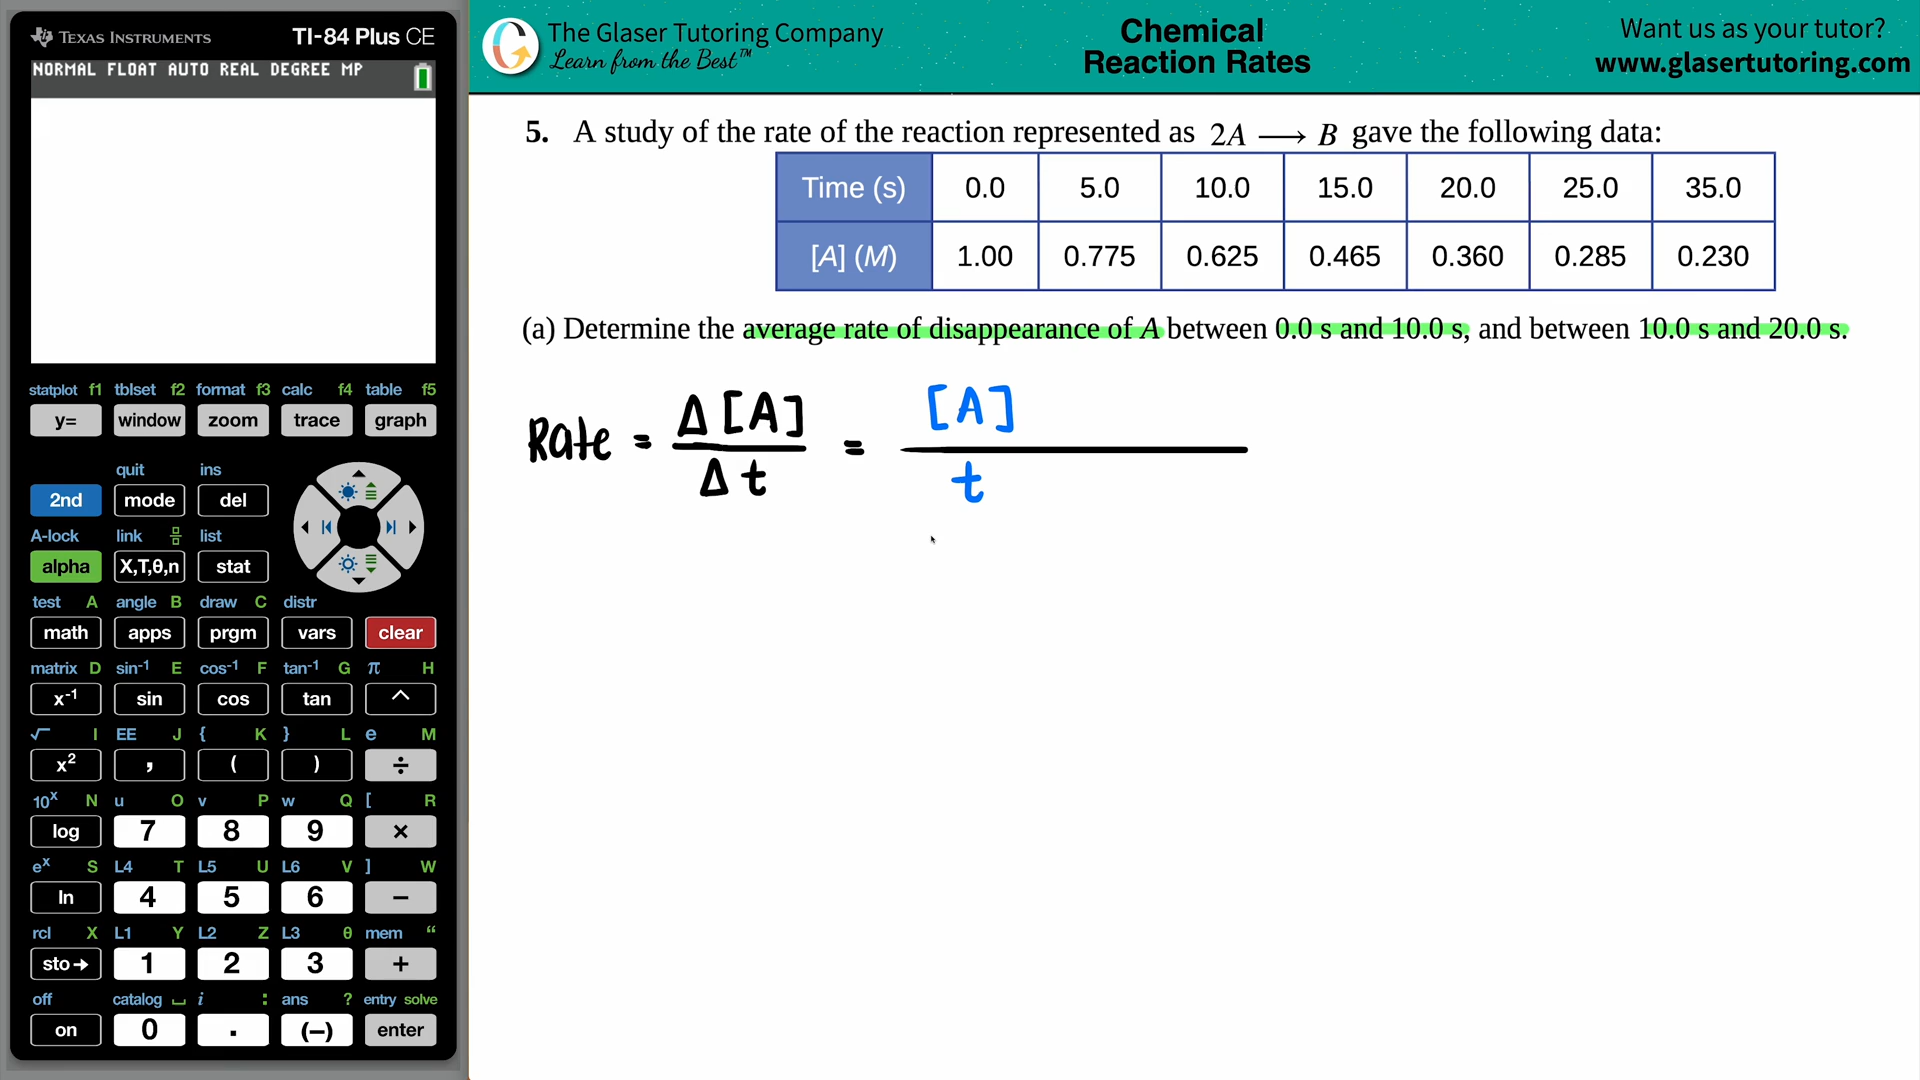 TEXAS INSTRUMENTS TI-84 Plus CE
NORMAL FLOAT AUTO REAL DEGREE MP
statplot f1 tblset f2 format f3 calc f4 table f5
y= window zoom trace graph
quit ins
2nd mode del
A-lock link list
alpha X,T,θ,n stat
test A angle B draw C distr
math apps prgm vars clear
matrix D sin⁻¹ E cos⁻¹ F tan⁻¹ G π H
x⁻¹ sin cos tan ^
√ I EE J { K } L e M
x² , ( ) ÷
10ˣ N u O v P w Q [ R
log 7 8 9 ×
eˣ S L4 T L5 U L6 V ] W
ln 4 5 6 −
rcl X L1 Y L2 Z L3 θ mem “
sto→ 1 2 3 +
off catalog ⎵ i : ans ? entry solve
on 0 . (−) enter
The Glaser Tutoring Company
Learn from the Best™
Chemical
Reaction Rates
Want us as your tutor?
www.glasertutoring.com
5. A study of the rate of the reaction represented as 2A ⟶ B gave the following data:
Time (s) 0.0 5.0 10.0 15.0 20.0 25.0 35.0
[A] (M) 1.00 0.775 0.625 0.465 0.360 0.285 0.230
(a) Determine the average rate of disappearance of A between 0.0 s and 10.0 s, and between 10.0 s and 20.0 s.
Rate = Δ[A] / Δt = [A] / t